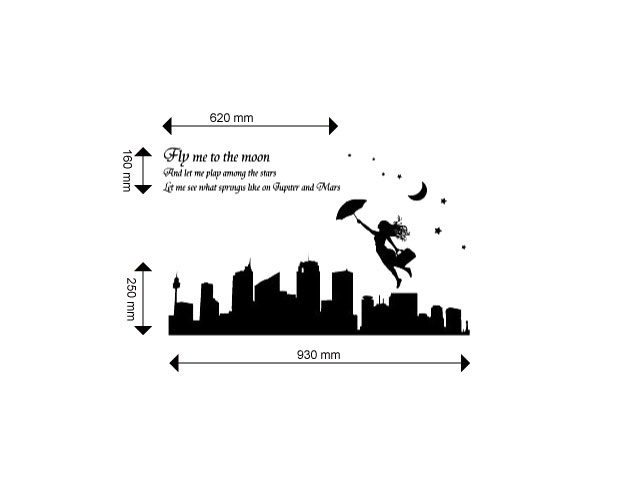 620 mm
160 mm
Fly me to the moon
And let me play among the stars
Let me see what springis like on Jupiter and Mars
250 mm
930 mm